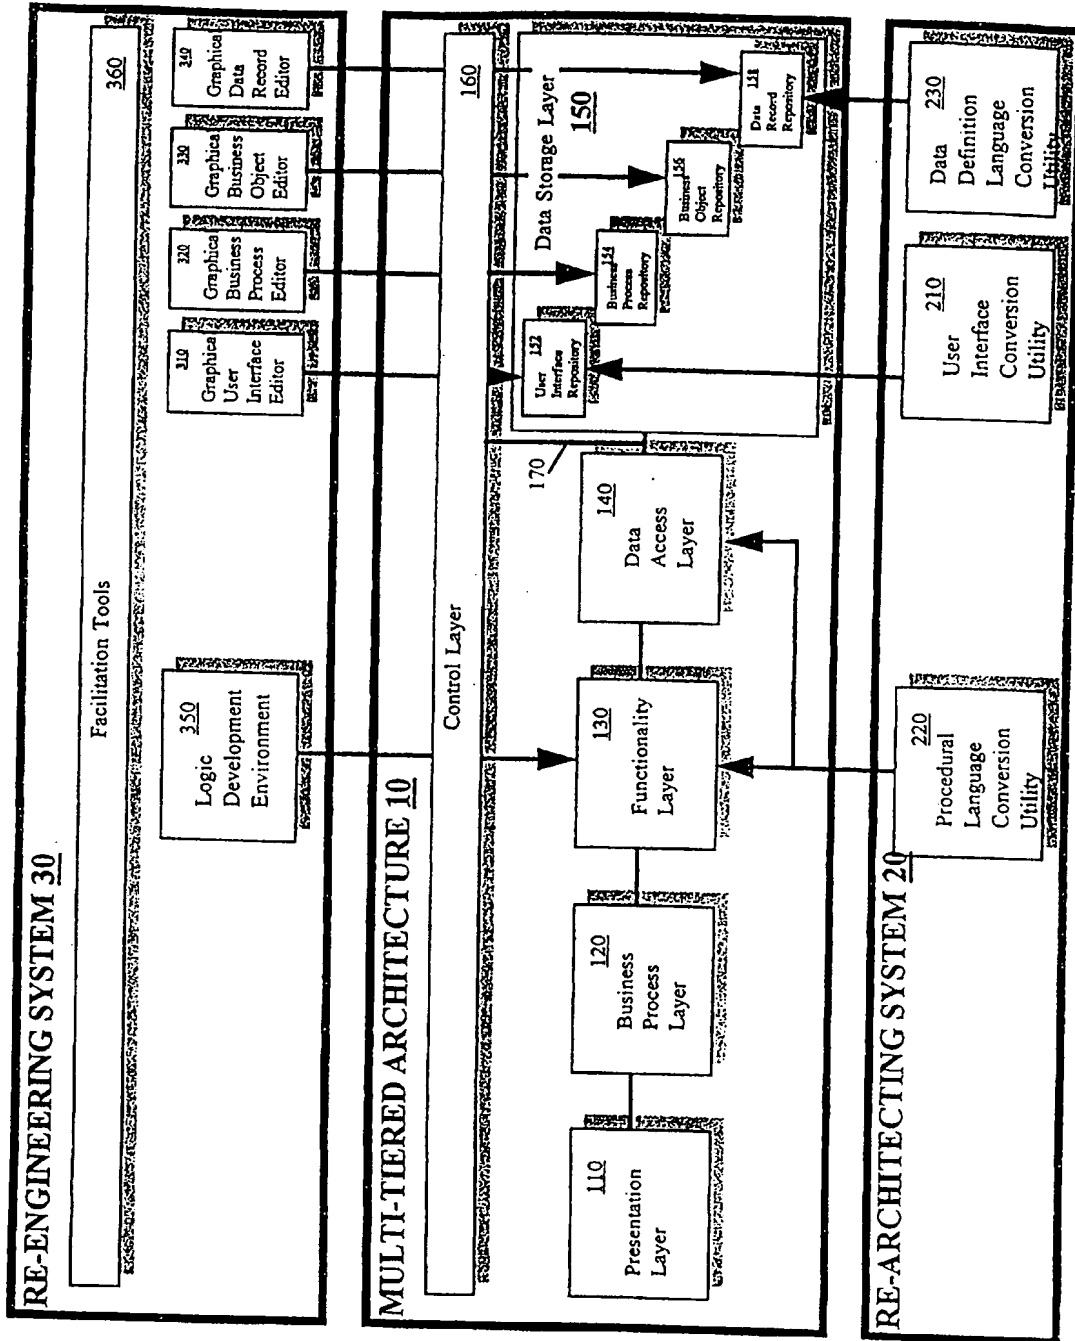 RE-ENGINEERING SYSTEM 30
Facilitation Tools
360
350
Logic
Development
Environment
310
Graphical
User
Interface
Editor
320
Graphical
Business
Process
Editor
330
Graphical
Business
Object
Editor
340
Graphical
Data
Record
Editor
MULTI-TIERED ARCHITECTURE 10
Control Layer
160
110
Presentation
Layer
120
Business
Process
Layer
130
Functionality
Layer
140
Data
Access
Layer
170
Data Storage Layer
150
152
User
Interface
Repository
154
Business
Process
Repository
156
Business
Object
Repository
158
Data
Record
Repository
RE-ARCHITECTING SYSTEM 20
220
Procedural
Language
Conversion
Utility
210
User
Interface
Conversion
Utility
230
Data
Definition
Language
Conversion
Utility